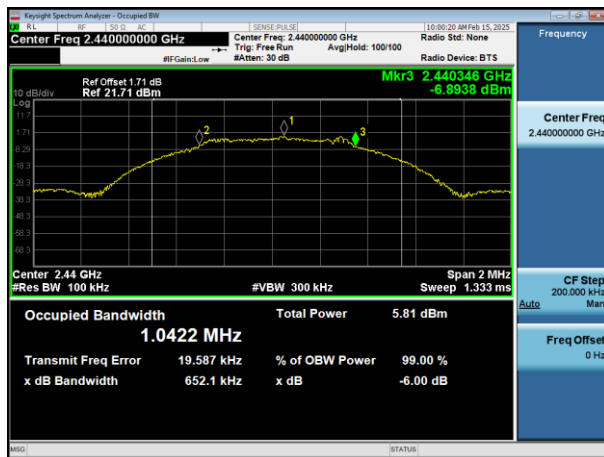 Keysight Spectrum Analyzer - Occupied BW
RL RF 50 Ω AC SENSE:PULSE 10:00:20 AM Feb 15, 2025
Center Freq 2.440000000 GHz Center Freq: 2.440000000 GHz Radio Std: None
Trig: Free Run Avg|Hold: 100/100
#IFGain:Low #Atten: 30 dB Radio Device: BTS
Frequency
Mkr3 2.440346 GHz
-6.8938 dBm
Ref Offset 1.71 dB
10 dB/div Ref 21.71 dBm
Log
11.7
1.71
-8.29
-18.3
-28.3
-38.3
-48.3
-58.3
-68.3
2
1
3
Center 2.44 GHz Span 2 MHz
#Res BW 100 kHz #VBW 300 kHz Sweep 1.333 ms
Occupied Bandwidth Total Power 5.81 dBm
1.0422 MHz
Transmit Freq Error 19.587 kHz % of OBW Power 99.00 %
x dB Bandwidth 652.1 kHz x dB -6.00 dB
Center Freq
2.440000000 GHz
CF Step
200.000 kHz
Auto Man
Freq Offset
0 Hz
MSG STATUS